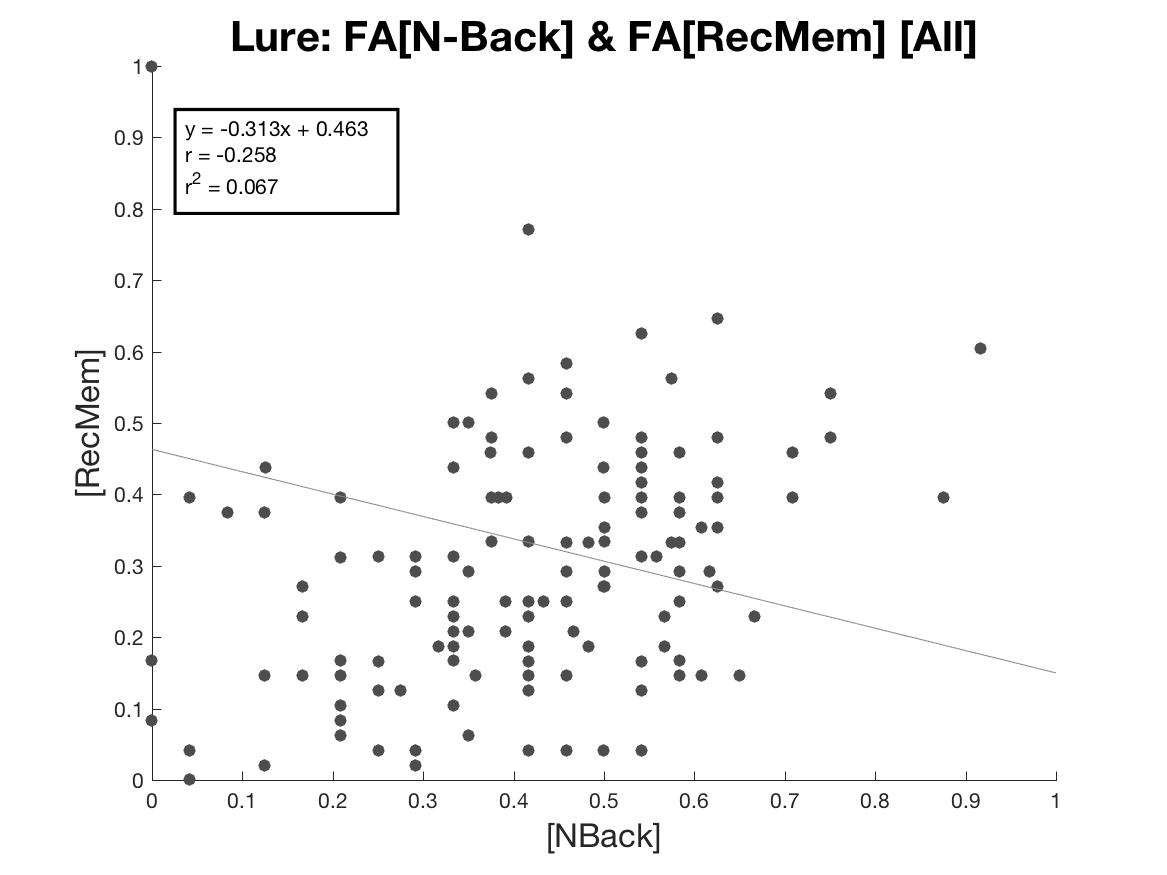 Lure: FA[N-Back] & FA[RecMem] [All]
y = -0.313x + 0.463
r = -0.258
r² = 0.067
[RecMem]
1
0.9
0.8
0.7
0.6
0.5
0.4
0.3
0.2
0.1
0
0 0.1 0.2 0.3 0.4 0.5 0.6 0.7 0.8 0.9 1
[NBack]